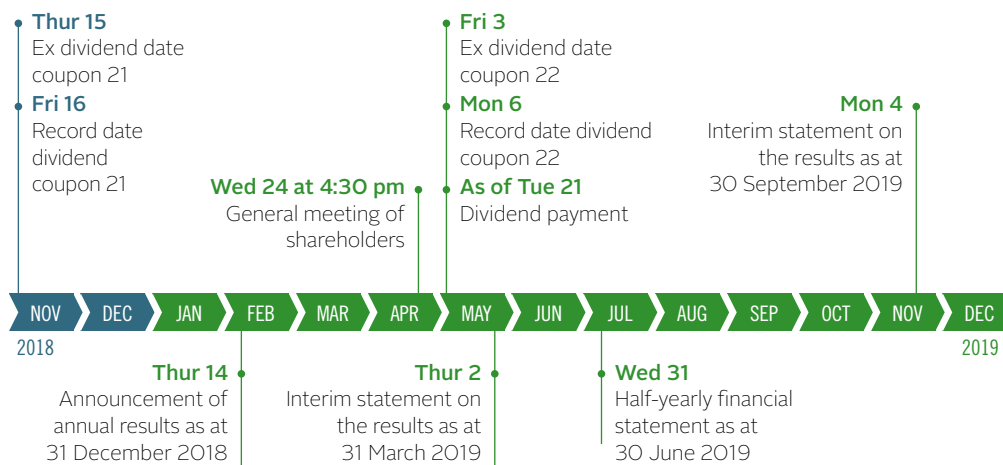 Thur 15
Ex dividend date
coupon 21
Fri 16
Record date
dividend
coupon 21
Wed 24 at 4:30 pm
General meeting of
shareholders
Fri 3
Ex dividend date
coupon 22
Mon 6
Record date dividend
coupon 22
As of Tue 21
Dividend payment
Mon 4
Interim statement on
the results as at
30 September 2019
NOV DEC JAN FEB MAR APR MAY JUN JUL AUG SEP OCT NOV DEC
2018 2019
Thur 14
Announcement of
annual results as at
31 December 2018
Thur 2
Interim statement on
the results as at
31 March 2019
Wed 31
Half-yearly financial
statement as at
30 June 2019